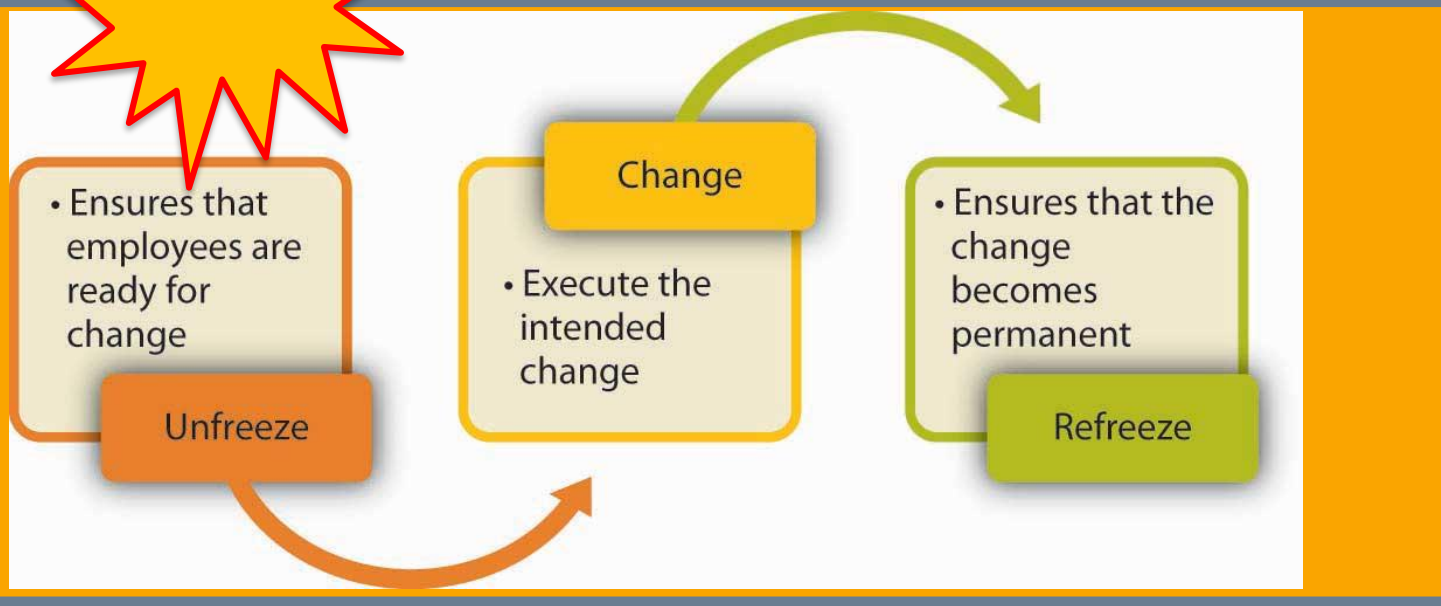 • Ensures that
employees are
ready for
change
Unfreeze
Change
• Execute the
intended
change
• Ensures that the
change
becomes
permanent
Refreeze